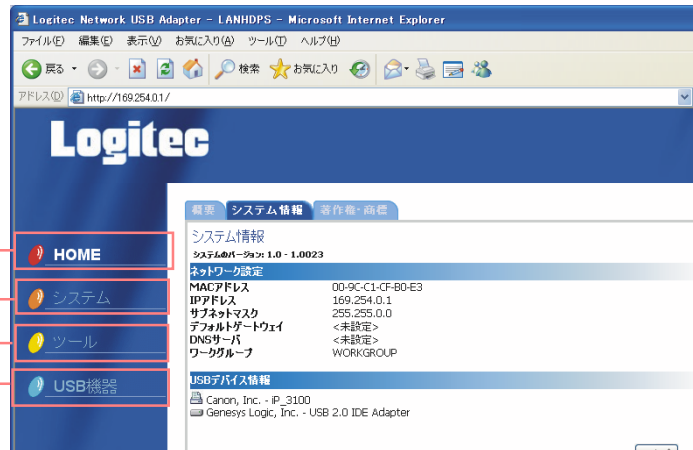 Logitec Network USB Adapter - LANHDPS - Microsoft Internet Explorer
ファイル(F) 編集(E) 表示(V) お気に入り(A) ツール(T) ヘルプ(H)
戻る 検索 お気に入り
アドレス(D) http://169.254.0.1/
Logitec
概要 システム情報 著作権・商標
HOME
システム
ツール
USB機器
システム情報
システムのバージョン: 1.0 - 1.0023
ネットワーク設定
MACアドレス 00-9C-C1-CF-B0-E3
IPアドレス 169.254.0.1
サブネットマスク 255.255.0.0
デフォルトゲートウェイ <未設定>
DNSサーバ <未設定>
ワークグループ WORKGROUP
USBデバイス情報
Canon, Inc. - iP_3100
Genesys Logic, Inc. - USB 2.0 IDE Adapter